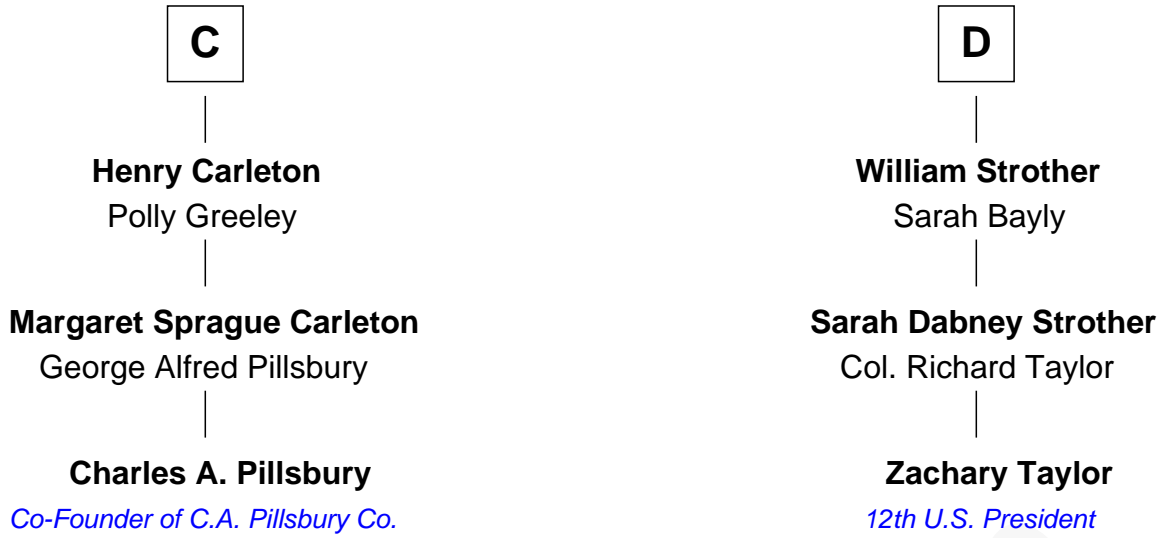 C
Henry Carleton
Polly Greeley
Margaret Sprague Carleton
George Alfred Pillsbury
Charles A. Pillsbury
Co-Founder of C.A. Pillsbury Co.
D
William Strother
Sarah Bayly
Sarah Dabney Strother
Col. Richard Taylor
Zachary Taylor
12th U.S. President